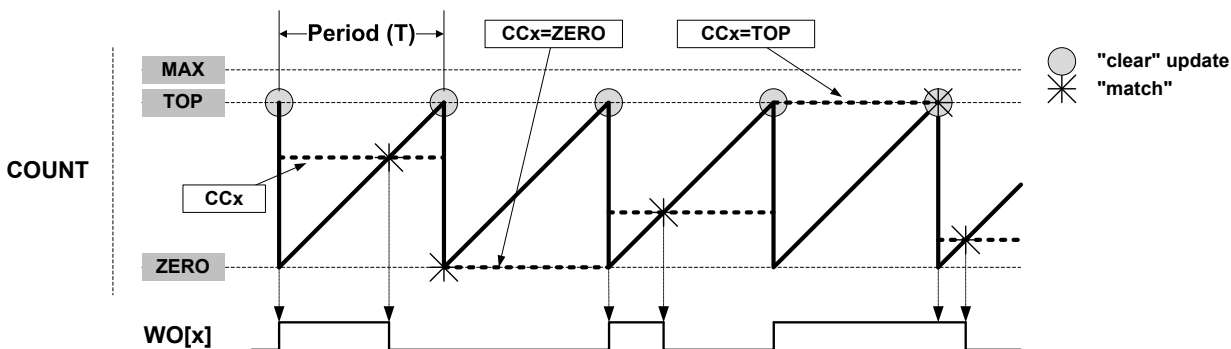 Period (T)
CCx=ZERO
CCx=TOP
"clear" update
"match"
MAX
TOP
COUNT
CCx
ZERO
WO[x]